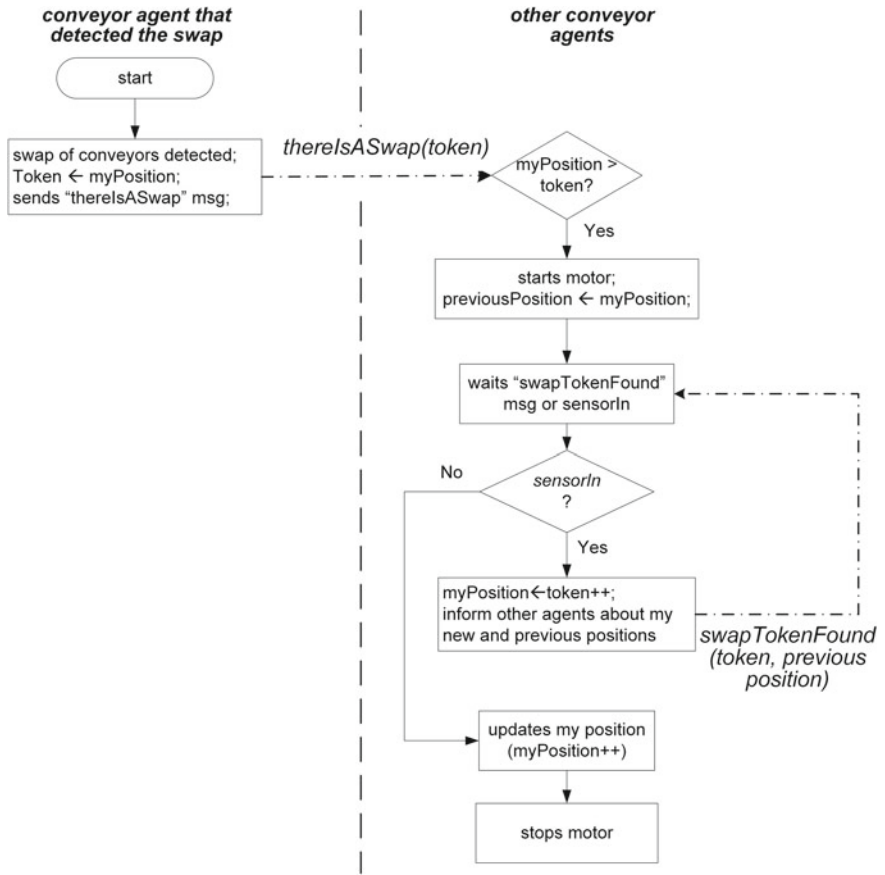 conveyor agent that
detected the swap
other conveyor
agents
start
swap of conveyors detected;
Token ← myPosition;
sends “thereIsASwap” msg;
thereIsASwap(token)
myPosition >
token?
Yes
starts motor;
previousPosition ← myPosition;
waits “swapTokenFound”
msg or sensorIn
No
sensorIn
?
Yes
myPosition←token++;
inform other agents about my
new and previous positions
swapTokenFound
(token, previous
position)
updates my position
(myPosition++)
stops motor